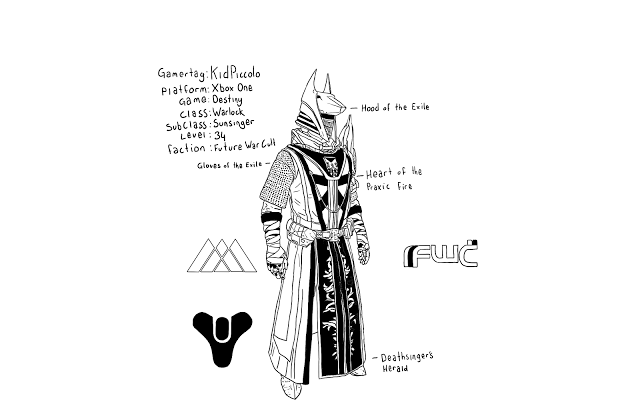 Gamertag: KidPiccolo
Platform: Xbox One
Game: Destiny
Class: Warlock
Subclass: Sunsinger
Level: 34
Faction: Future War Cult
Hood of the Exile
Gloves of the Exile
Heart of the
Praxic Fire
FWC
Deathsinger's
Herald